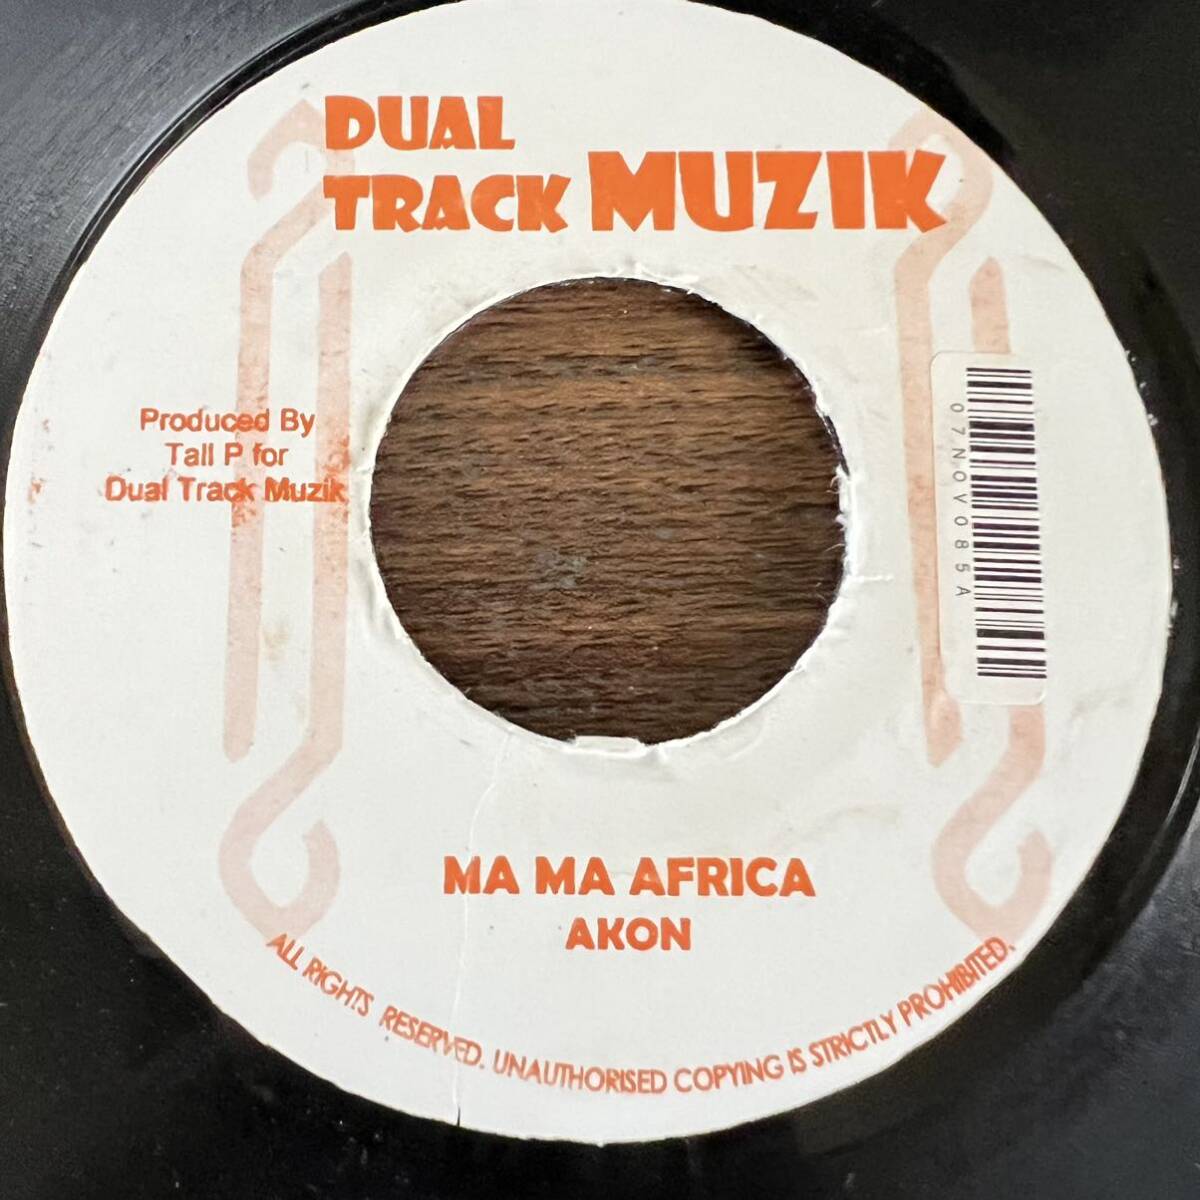 DUAL
TRACK MUZIK
Produced By
Tall P for
Dual Track Muzik
07NOV085A
MA MA AFRICA
AKON
ALL RIGHTS RESERVED. UNAUTHORISED COPYING IS STRICTLY PROHIBITED.